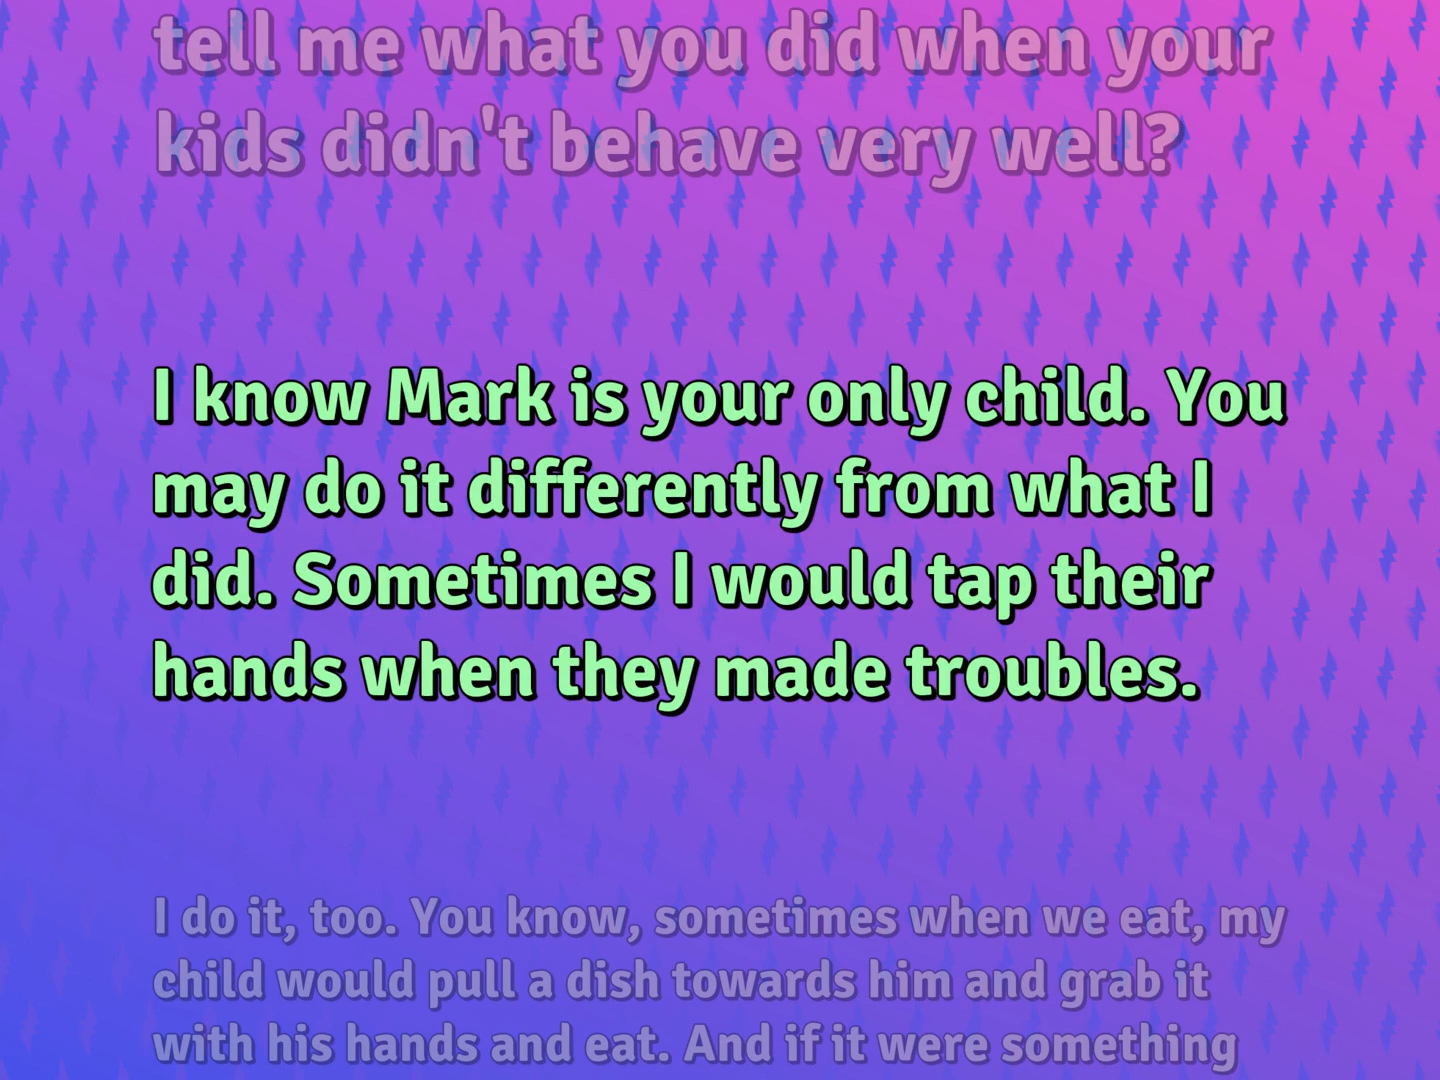 tell me what you did when your
kids didn't behave very well?
I know Mark is your only child. You
may do it differently from what I
did. Sometimes I would tap their
hands when they made troubles.
I do it, too. You know, sometimes when we eat, my
child would pull a dish towards him and grab it
with his hands and eat. And if it were something